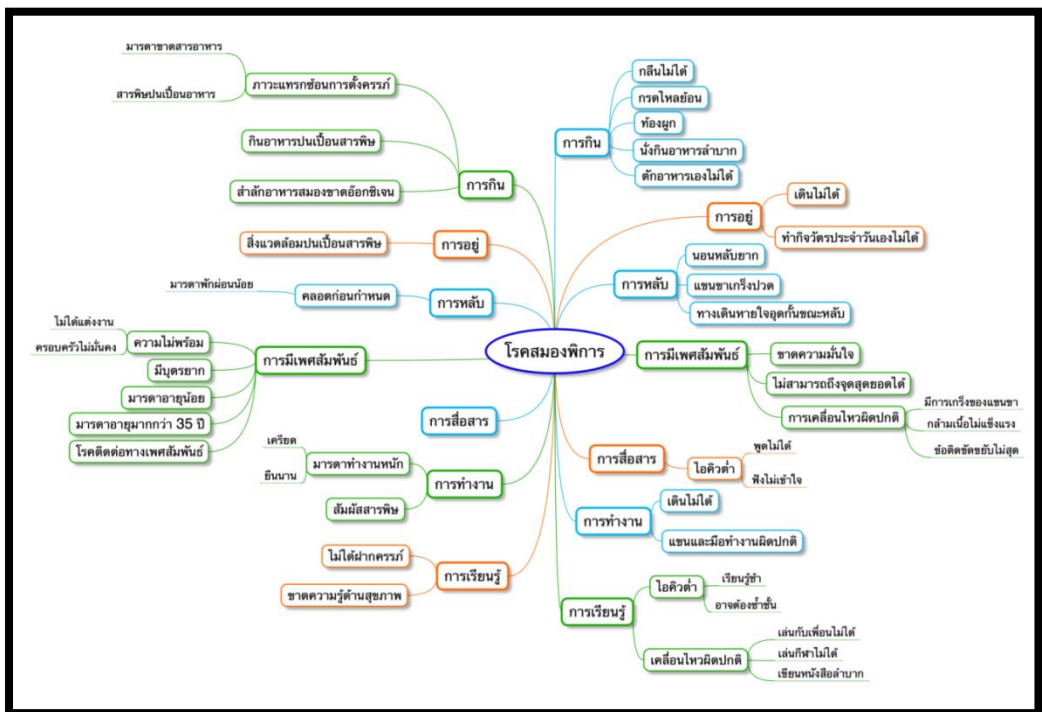 มารดาขาดสารอาหาร
สารพิษปนเปื้อนอาหาร
ภาวะแทรกซ้อนการตั้งครรภ์
กินอาหารปนเปื้อนสารพิษ
สำลักอาหารสมองขาดอ๊อกซิเจน
การกิน
สิ่งแวดล้อมปนเปื้อนสารพิษ
การอยู่
มารดาพักผ่อนน้อย
คลอดก่อนกำหนด
การหลับ
ไม่ได้แต่งงาน
ครอบครัวไม่มั่นคง
ความไม่พร้อม
มีบุตรยาก
มารดาอายุน้อย
มารดาอายุมากกว่า 35 ปี
โรคติดต่อทางเพศสัมพันธ์
การมีเพศสัมพันธ์
การสื่อสาร
เครียด
ยืนนาน
มารดาทำงานหนัก
สัมผัสสารพิษ
การทำงาน
ไม่ได้ฝากครรภ์
ขาดความรู้ด้านสุขภาพ
การเรียนรู้
โรคสมองพิการ
การกิน
กลืนไม่ได้
กรดไหลย้อน
ท้องผูก
นั่งกินอาหารลำบาก
ตักอาหารเองไม่ได้
การอยู่
เดินไม่ได้
ทำกิจวัตรประจำวันเองไม่ได้
การหลับ
นอนหลับยาก
แขนขาเกร็งปวด
ทางเดินหายใจอุดกั้นขณะหลับ
การมีเพศสัมพันธ์
ขาดความมั่นใจ
ไม่สามารถถึงจุดสุดยอดได้
การเคลื่อนไหวผิดปกติ
มีการเกร็งของแขนขา
กล้ามเนื้อไม่แข็งแรง
ข้อติดขัดขยับไม่สุด
การสื่อสาร
ไอคิวต่ำ
พูดไม่ได้
ฟังไม่เข้าใจ
การทำงาน
เดินไม่ได้
แขนและมือทำงานผิดปกติ
การเรียนรู้
ไอคิวต่ำ
เรียนรู้ช้า
อาจต้องซ้ำชั้น
เคลื่อนไหวผิดปกติ
เล่นกับเพื่อนไม่ได้
เล่นกีฬาไม่ได้
เขียนหนังสือลำบาก